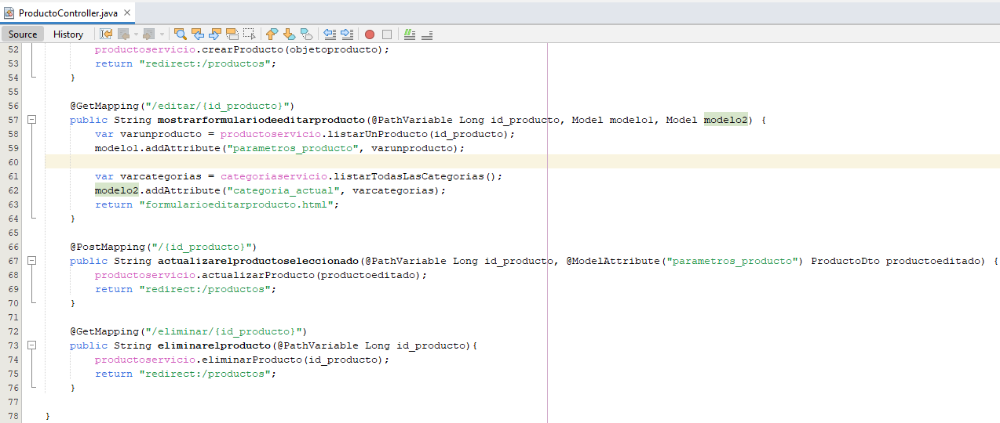 ProductoController.java
Source History
52 productoservicio.crearProducto(objetoproducto);
53 return "redirect:/productos";
54 }
55
56 @GetMapping("/editar/{id_producto}")
57 public String mostrarformulariodeeditarproducto(@PathVariable Long id_producto, Model modelo1, Model modelo2) {
58 var varunproducto = productoservicio.listarUnProducto(id_producto);
59 modelo1.addAttribute("parametros_producto", varunproducto);
60
61 var varcategorias = categoriaservicio.listarTodasLasCategorias();
62 modelo2.addAttribute("categoria_actual", varcategorias);
63 return "formularioeditarproducto.html";
64 }
65
66 @PostMapping("/{id_producto}")
67 public String actualizarelproductoseleccionado(@PathVariable Long id_producto, @ModelAttribute("parametros_producto") ProductoDto productoeditado) {
68 productoservicio.actualizarProducto(productoeditado);
69 return "redirect:/productos";
70 }
71
72 @GetMapping("/eliminar/{id_producto}")
73 public String eliminarelproducto(@PathVariable Long id_producto){
74 productoservicio.eliminarProducto(id_producto);
75 return "redirect:/productos";
76 }
77
78 }